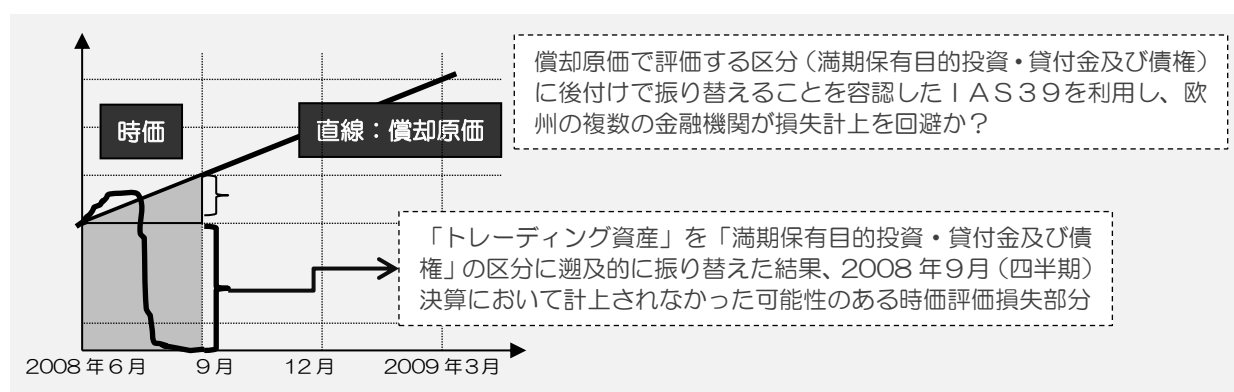 償却原価で評価する区分（満期保有目的投資・貸付金及び債権）
に後付けで振り替えることを容認したＩＡＳ３９を利用し、欧
州の複数の金融機関が損失計上を回避か？
時価
直線：償却原価
「トレーディング資産」を「満期保有目的投資・貸付金及び債
権」の区分に遡及的に振り替えた結果、2008 年９月（四半期）
決算において計上されなかった可能性のある時価評価損失部分
2008 年６月
９月
12 月
2009 年３月